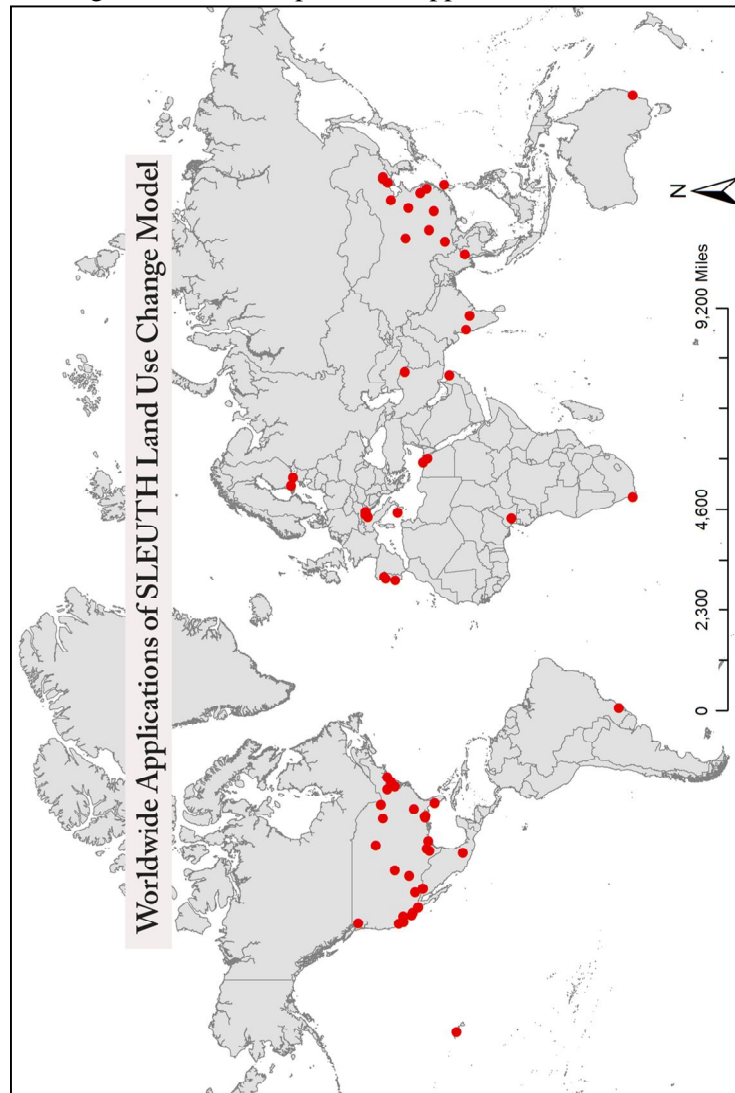 Worldwide Applications of SLEUTH Land Use Change Model
N
0 2,300 4,600 9,200 Miles